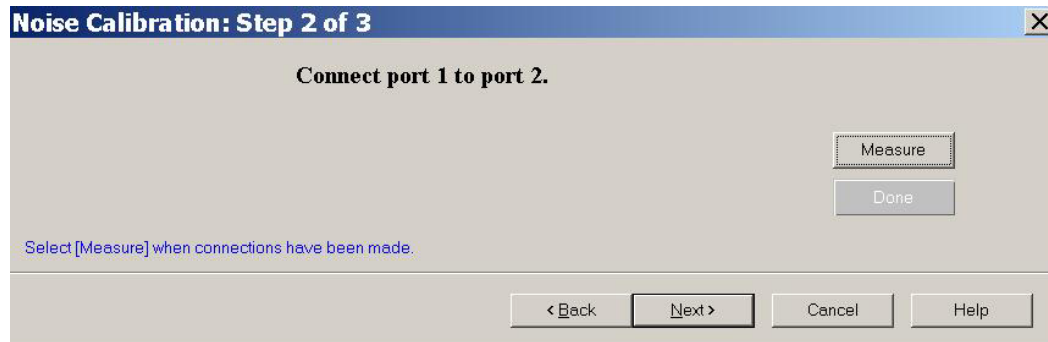 Noise Calibration: Step 2 of 3
Connect port 1 to port 2.
Measure
Done
Select [Measure] when connections have been made.
< Back
Next >
Cancel
Help